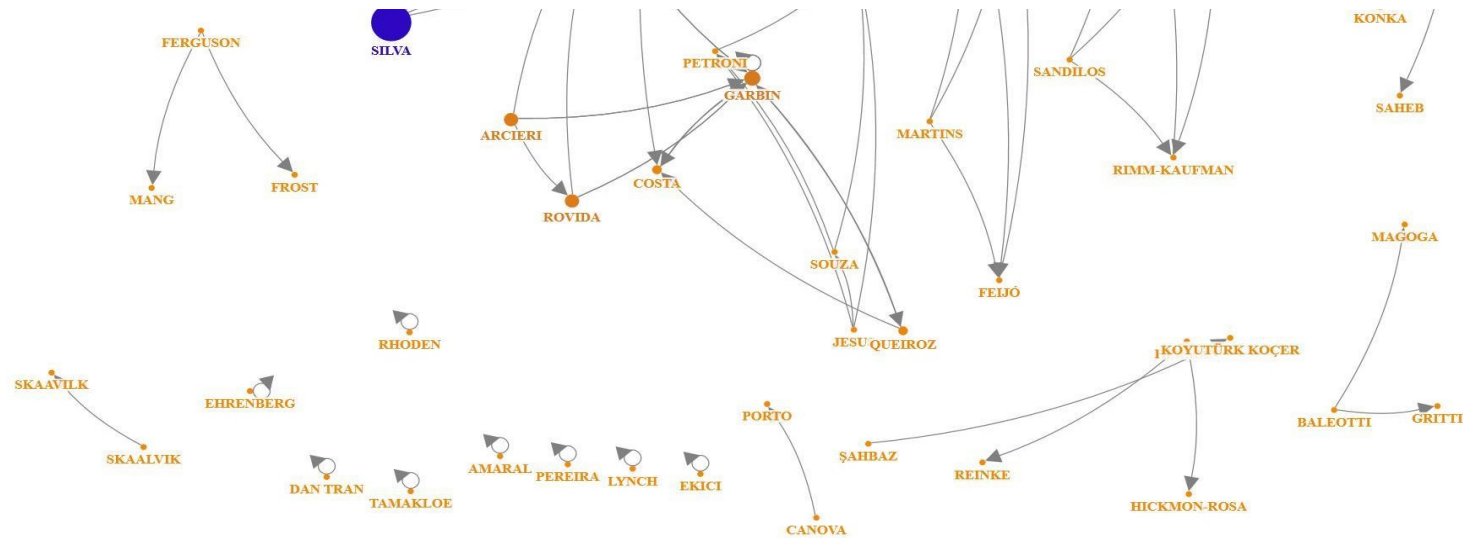 KONKA
FERGUSON
SILVA
PETRONI
SANDILOS
GARBIN
SAHEB
ARCIERI
MARTINS
RIMM-KAUFMAN
COSTA
FROST
MANG
ROVIDA
MAGOGA
SOUZA
FEIJÓ
RHODEN
QUEIROZ
KOYUTÜRK KOÇER
SKAAVILK
EHRENBERG
PORTO
GRITTI
BALEOTTI
SKAALVIK
ŞAHBAZ
AMARAL
PEREIRA
LYNCH
REINKE
EKICI
DAN TRAN
TAMAKLOE
HICKMON-ROSA
CANOVA